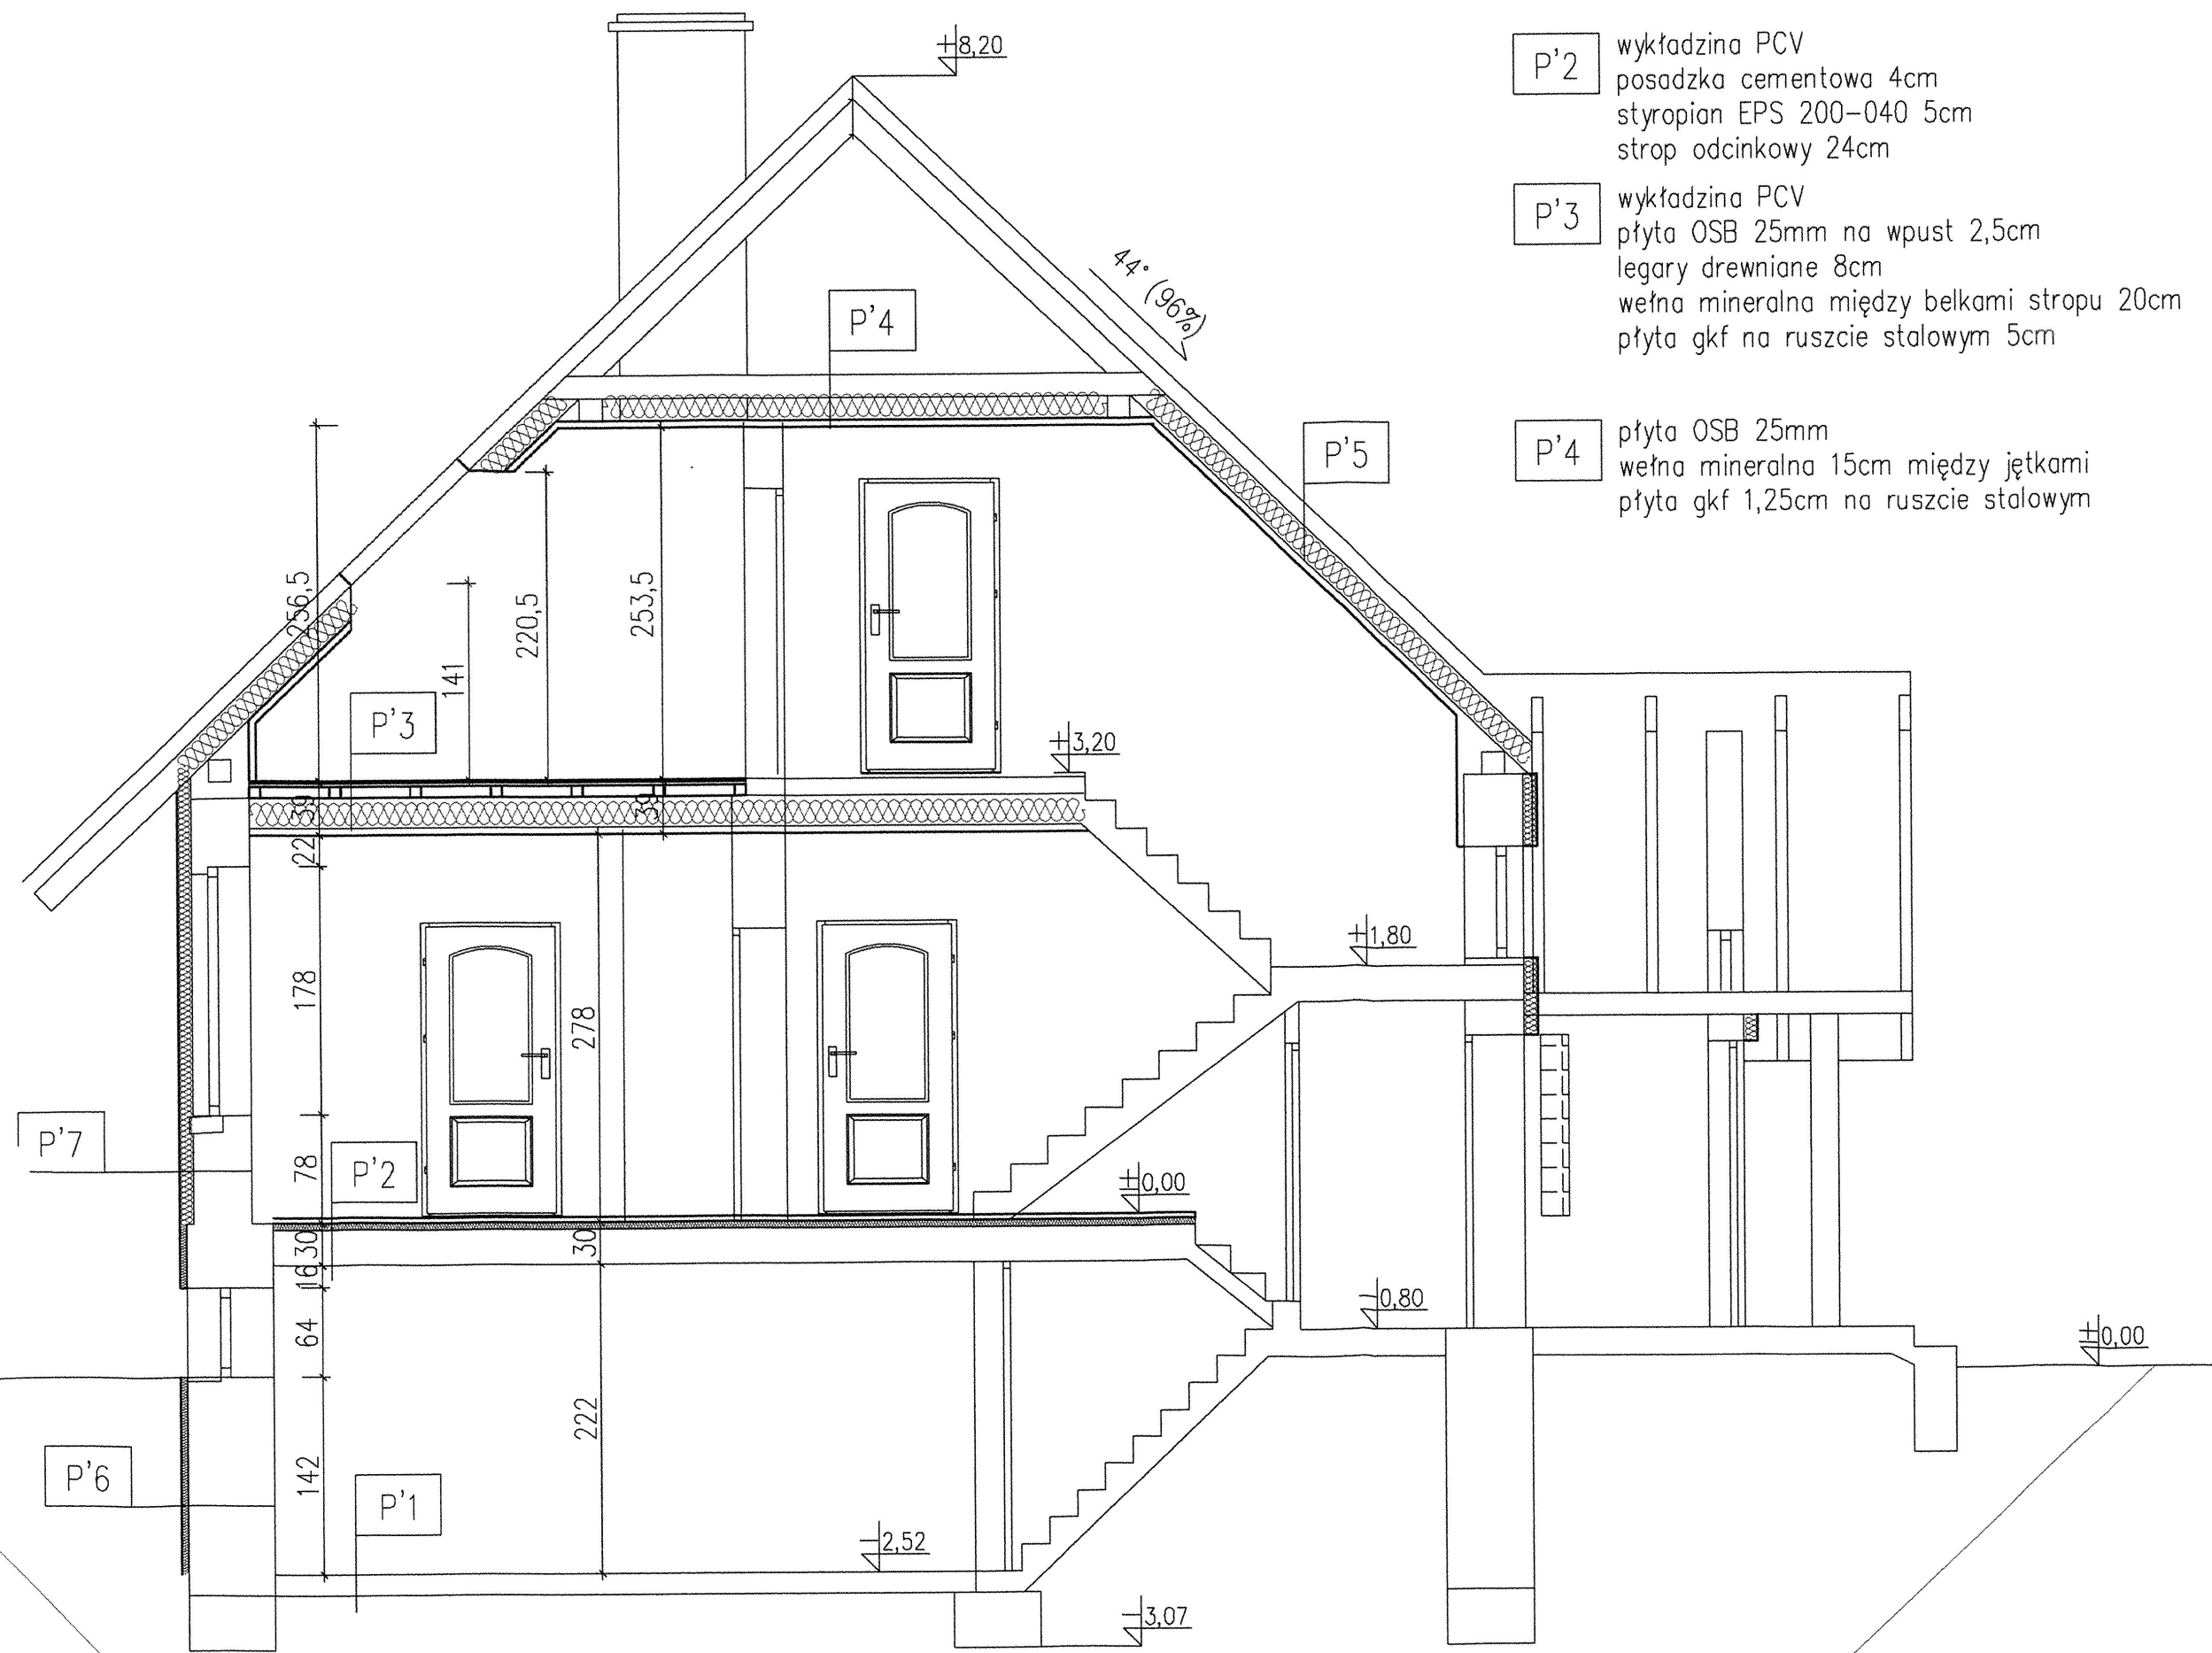 ±8,20
P'2
wykładzina PCV
posadzka cementowa 4cm
styropian EPS 200-040 5cm
strop odcinkowy 24cm
P'3
wykładzina PCV
płyta OSB 25mm na wpust 2,5cm
legary drewniane 8cm
wełna mineralna między belkami stropu 20cm
płyta gkf na ruszcie stalowym 5cm
P'4
płyta OSB 25mm
wełna mineralna 15cm między jętkami
płyta gkf 1,25cm na ruszcie stalowym
44° (96%)
P'4
P'5
256,5
141
220,5
253,5
P'3
±3,20
39
39
22
±1,80
178
278
P'7
78
P'2
±0,00
30
30
16
-0,80
64
±0,00
222
142
P'6
P'1
-2,52
-3,07